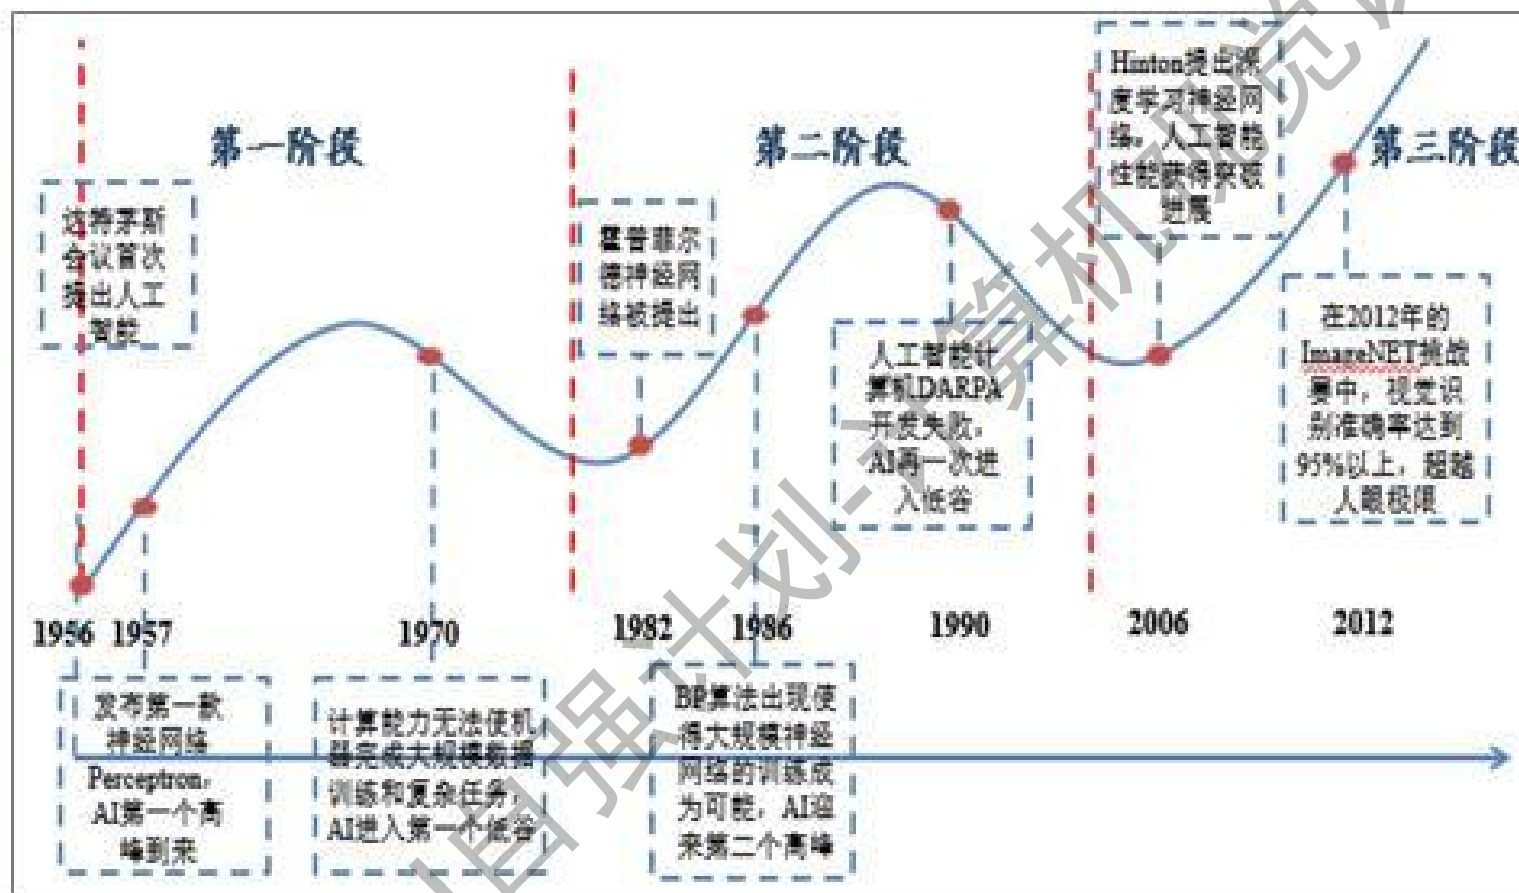 第一阶段
第二阶段
第三阶段
达特茅斯
会议首次
提出人工
智能
霍普菲尔
德神经网
络被提出
Hinton提出深
度学习神经网
络。人工智能
性能获得突破
进展
人工智能计
算机DARPA
开发失败,
AI再一次进
入低谷
在2012年的
ImageNET挑战
赛中,视觉识
别准确率达到
95%以上,超越
人眼极限
1956 1957 1970 1982 1986 1990 2006 2012
发布第一款
神经网络
Perceptron,
AI第一个高
峰到来
计算能力无法使机
器完成大规模数据
训练和复杂任务,
AI进入第一个低谷
BP算法出现使
得大规模神经
网络的训练成
为可能,AI迎
来第二个高峰
自强计划-计算机视觉